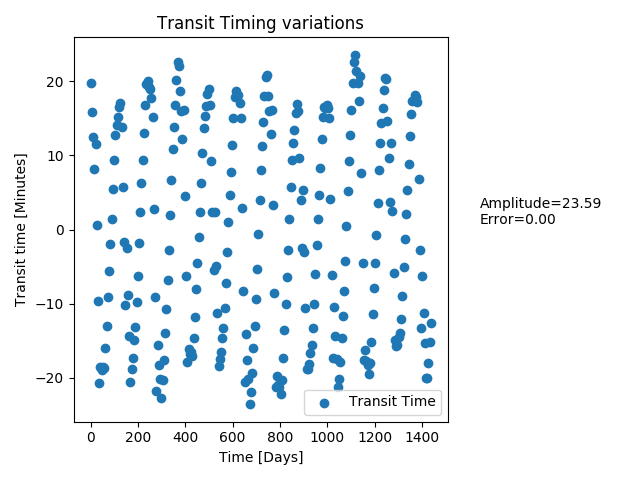 Transit Timing variations
Transit time [Minutes]
20
10
0
−10
−20
Amplitude=23.59
Error=0.00
Transit Time
0 200 400 600 800 1000 1200 1400
Time [Days]